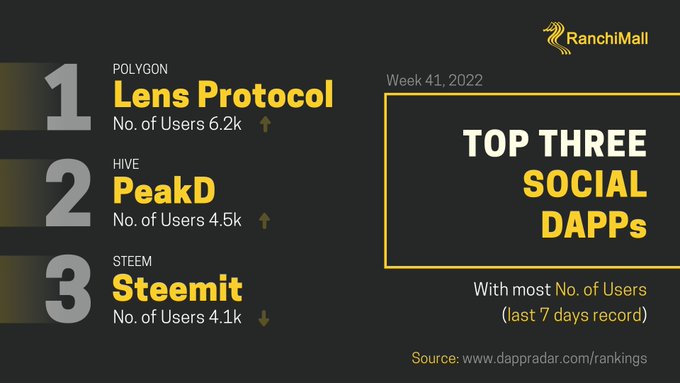 RanchiMall
Week 41, 2022
TOP THREE
SOCIAL
DAPPs
With most No. of Users
(last 7 days record)
1
POLYGON
Lens Protocol
No. of Users 6.2k
2
HIVE
PeakD
No. of Users 4.5k
3
STEEM
Steemit
No. of Users 4.1k
Source: www.dappradar.com/rankings